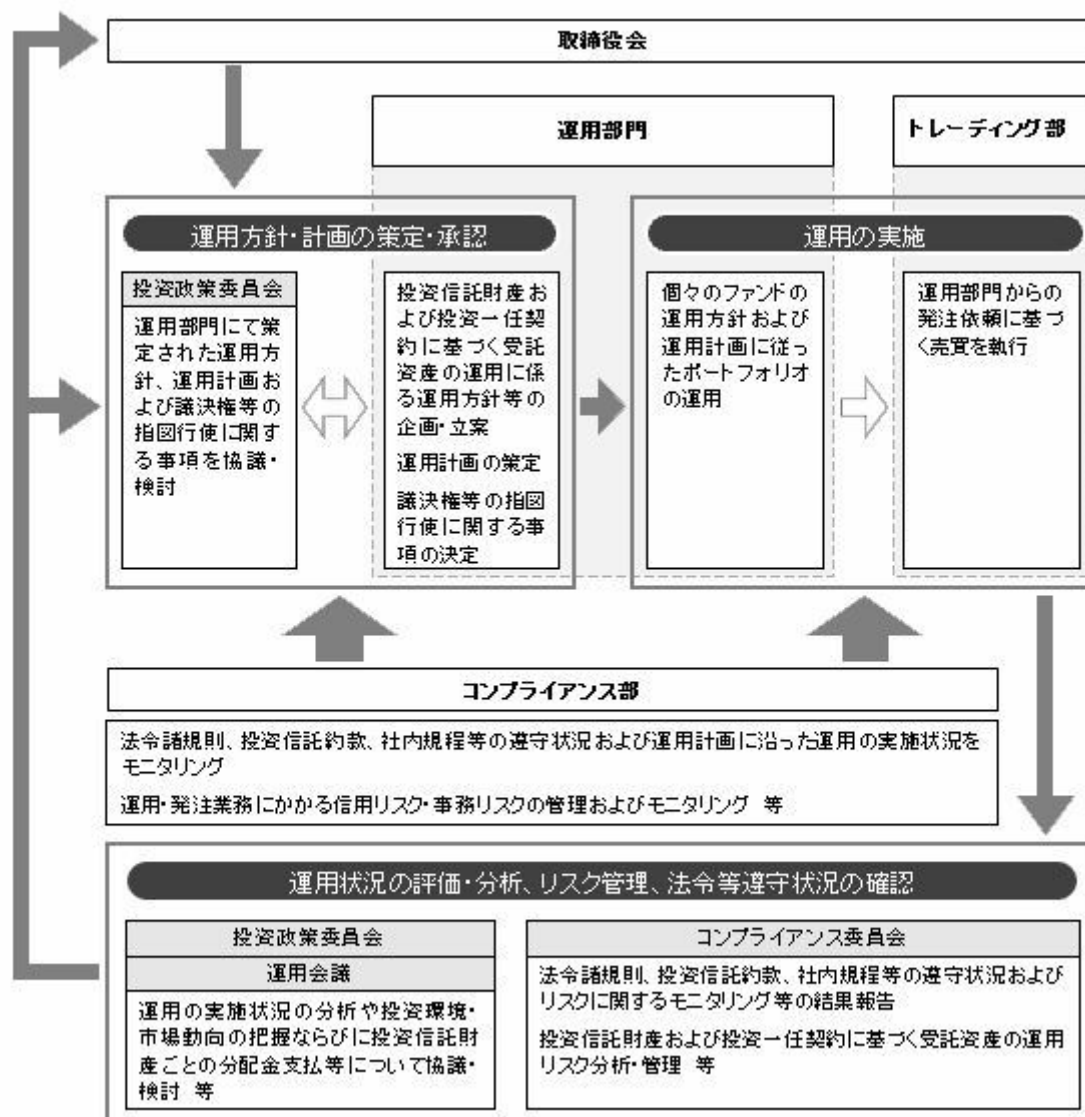 取締役会
運用部門
トレーディング部
運用方針・計画の策定・承認
投資政策委員会
運用部門にて策
定された運用方
針、運用計画お
よび議決権等の
指図行使に関す
る事項を協議・
検討
投資信託財産お
よび投資一任契
約に基づく受託
資産の運用に係
る運用方針等の
企画・立案
運用計画の策定
議決権等の指図
行使に関する事
項の決定
運用の実施
個々のファンドの
運用方針および
運用計画に従っ
たポートフォリオ
の運用
運用部門からの
発注依頼に基づ
く売買を執行
コンプライアンス部
法令諸規則、投資信託約款、社内規程等の遵守状況および運用計画に沿った運用の実施状況を
モニタリング
運用・発注業務にかかる信用リスク・事務リスクの管理およびモニタリング 等
運用状況の評価・分析、リスク管理、法令等遵守状況の確認
投資政策委員会
運用会議
運用の実施状況の分析や投資環境・
市場動向の把握ならびに投資信託財
産ごとの分配金支払等について協議・
検討 等
コンプライアンス委員会
法令諸規則、投資信託約款、社内規程等の遵守状況および
リスクに関するモニタリング等の結果報告
投資信託財産および投資一任契約に基づく受託資産の運用
リスク分析・管理 等